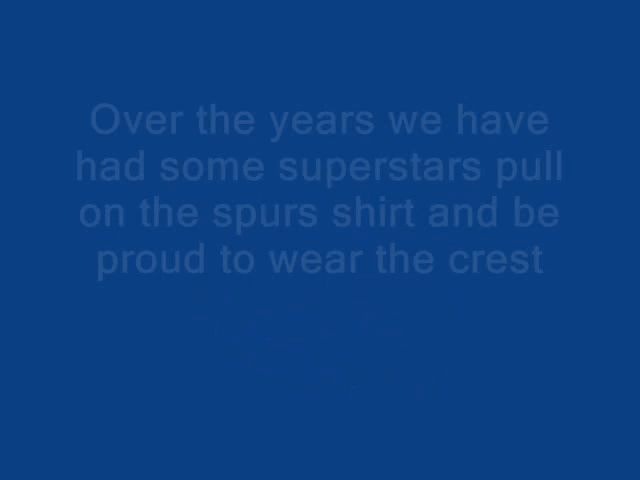 Over the years we have
had some superstars pull
on the spurs shirt and be
proud to wear the crest